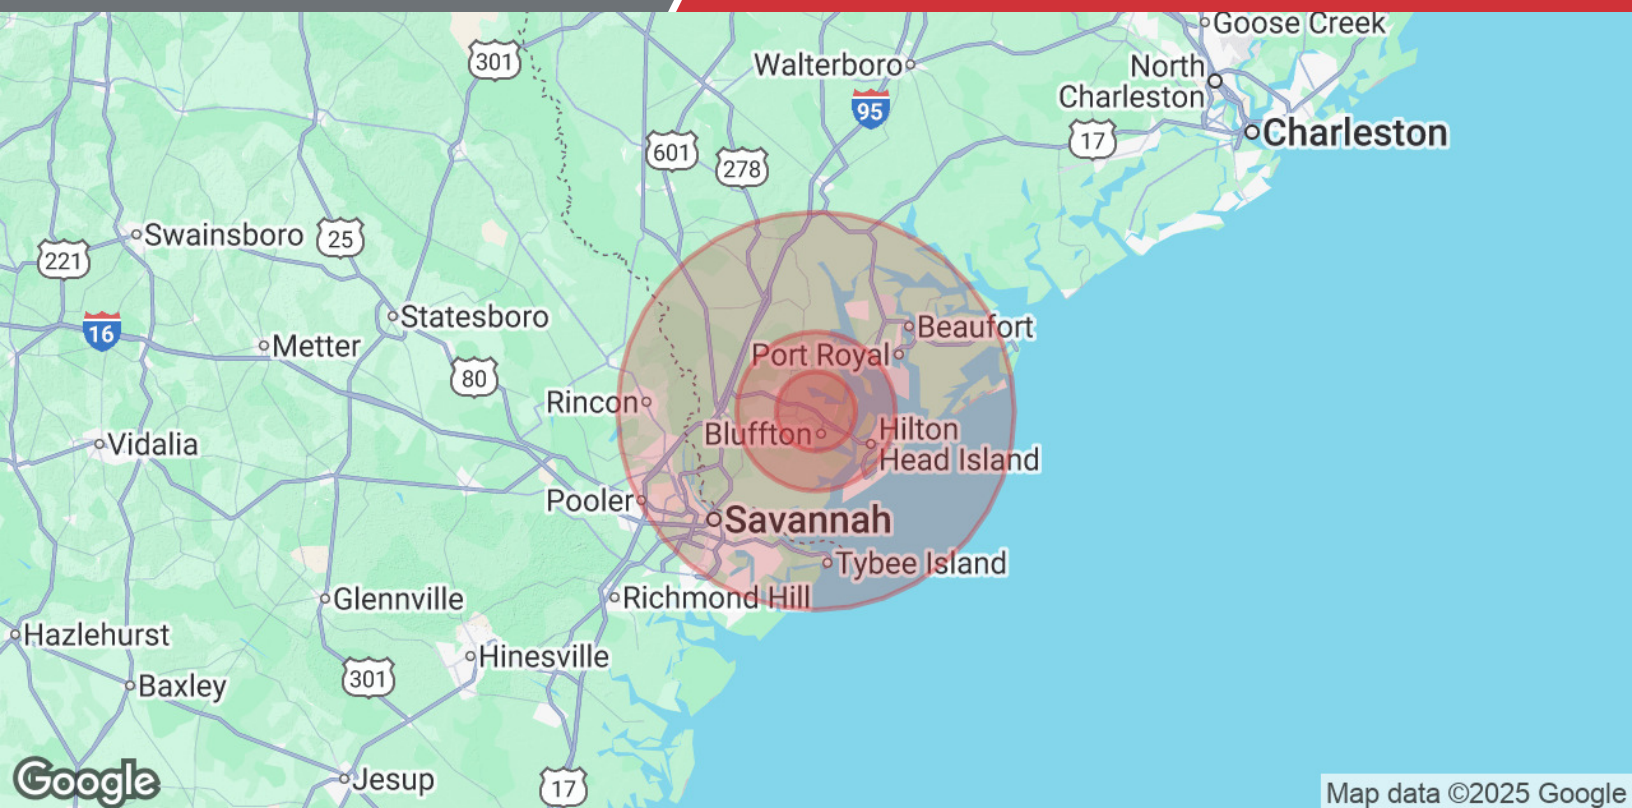 Goose Creek
301
Walterboro
North
Charleston
95
17
Charleston
601
278
Swainsboro
25
221
16
Statesboro
Beaufort
Metter
Port Royal
80
Rincon
Bluffton
Hilton
Head Island
Vidalia
Pooler
Savannah
Tybee Island
Glennville
Richmond Hill
Hazlehurst
Hinesville
301
Baxley
Google
Jesup
17
Map data ©2025 Google